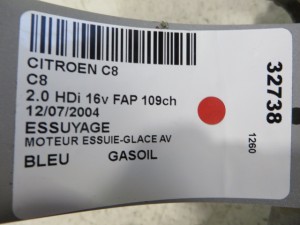 CITROEN C8
C8
2.0 HDi 16v FAP 109ch
12/07/2004
ESSUYAGE
MOTEUR ESSUIE-GLACE AV
BLEU GASOIL
32738
1260